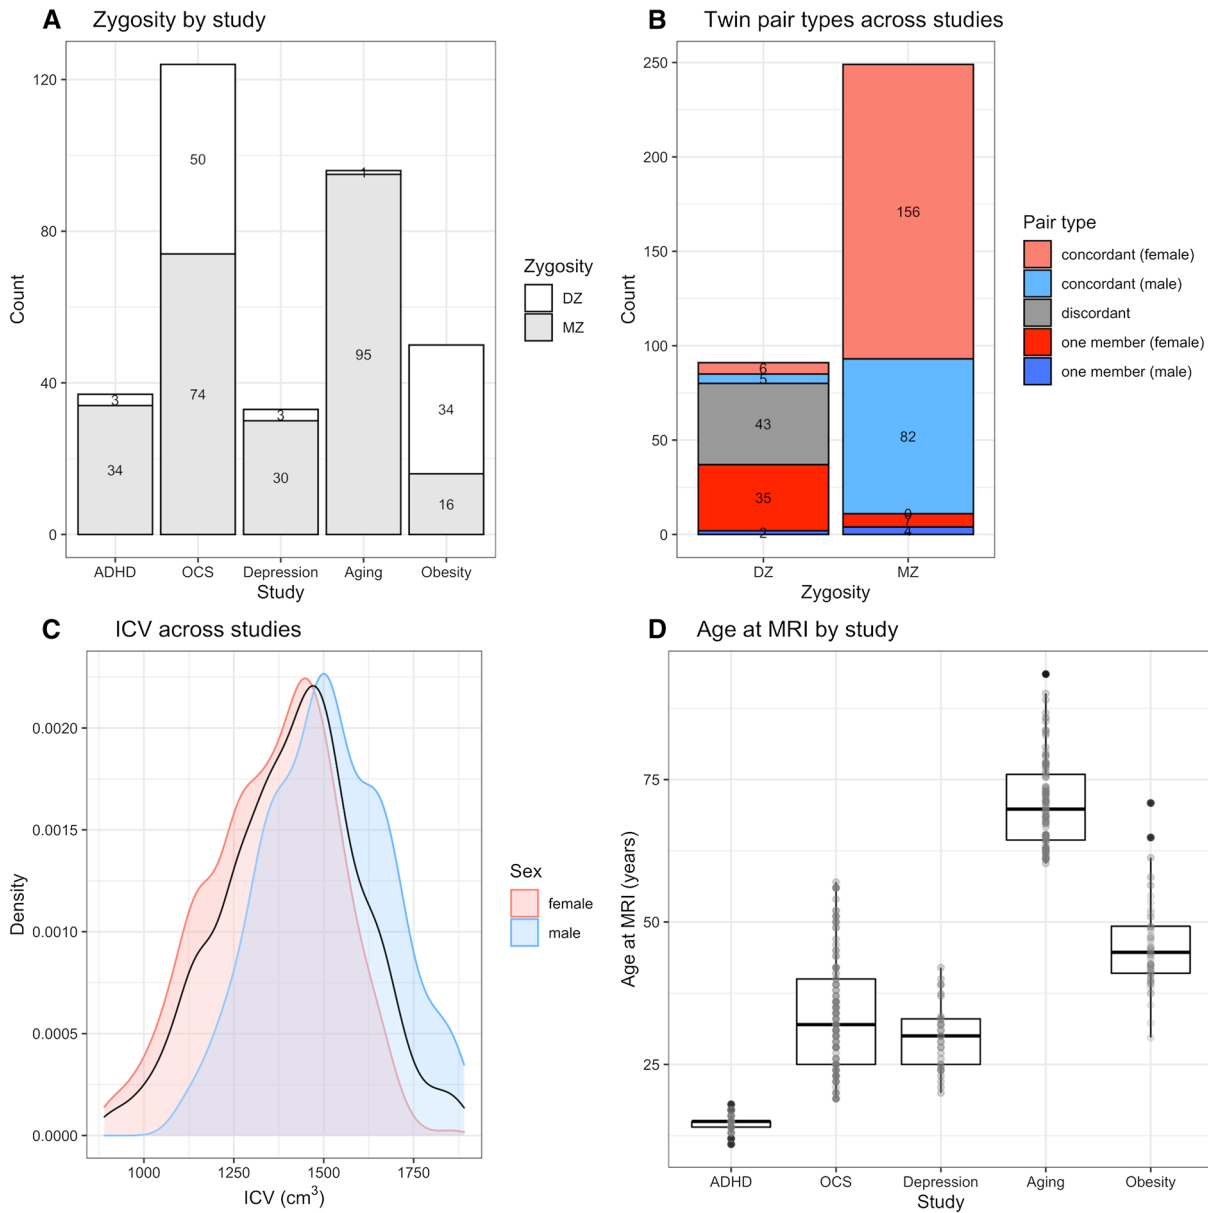 A Zygosity by study
120
80
40
0
Count
50
74
3
34
3
30
1
95
34
16
ADHD OCS Depression Aging Obesity
Study
Zygosity
DZ
MZ
B Twin pair types across studies
250
200
150
100
50
0
Count
6
5
43
35
2
156
82
0
7
4
DZ MZ
Zygosity
Pair type
concordant (female)
concordant (male)
discordant
one member (female)
one member (male)
C ICV across studies
0.0020
0.0015
0.0010
0.0005
0.0000
Density
1000 1250 1500 1750
ICV (cm³)
Sex
female
male
D Age at MRI by study
75
50
25
Age at MRI (years)
ADHD OCS Depression Aging Obesity
Study